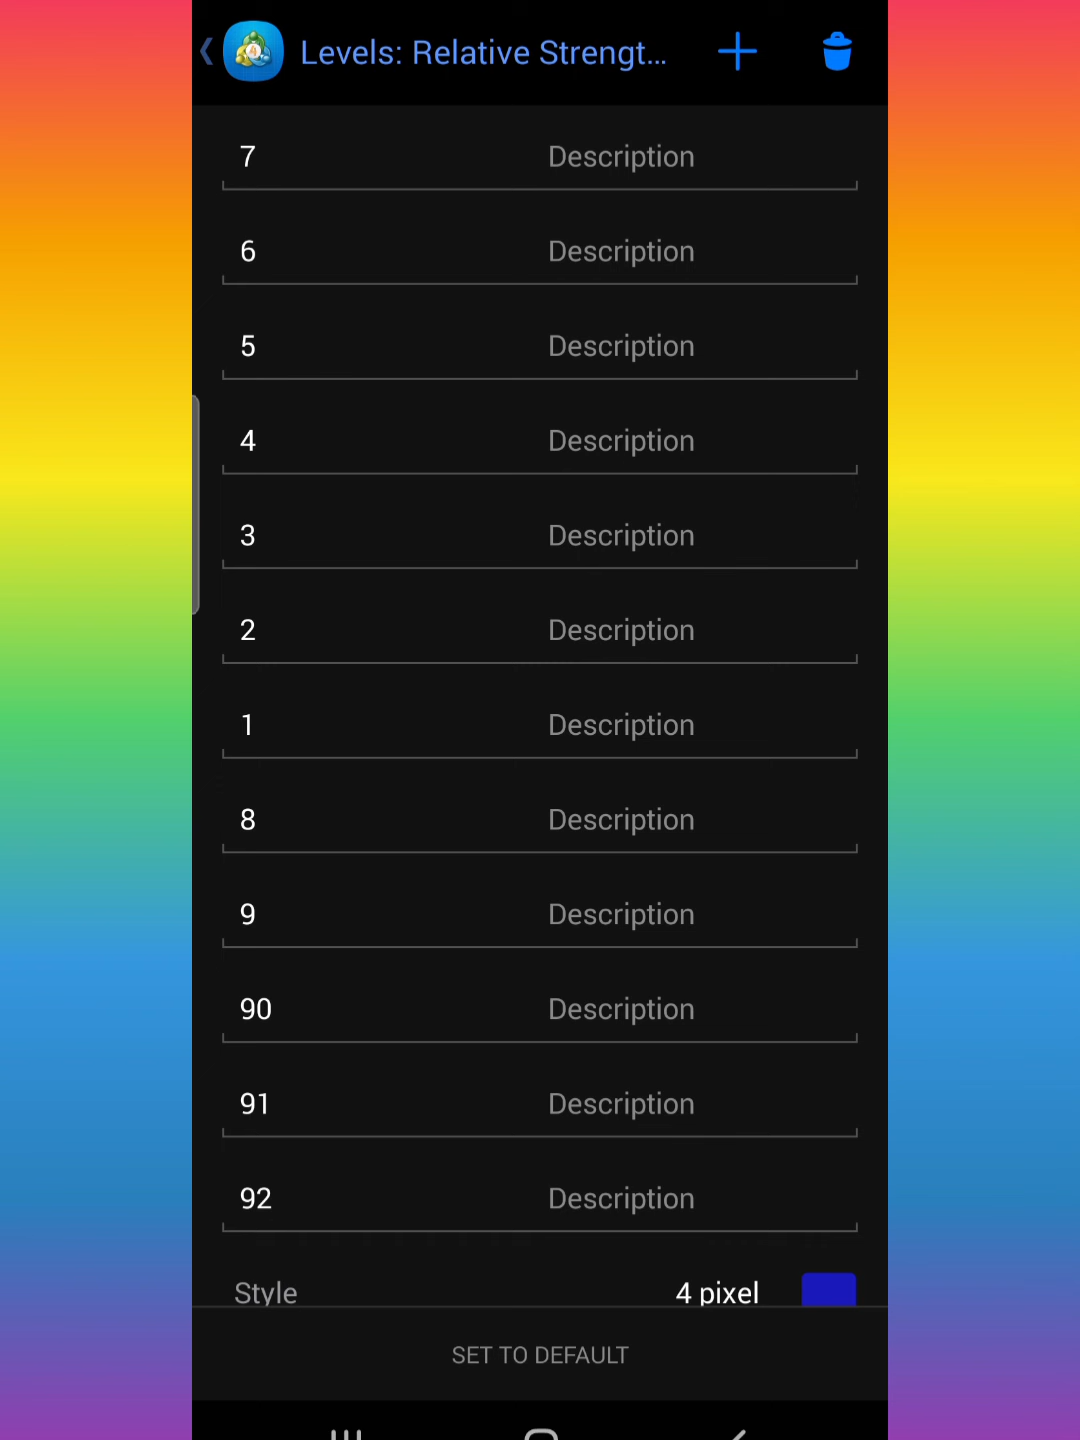 Levels: Relative Strengt...
7 Description
6 Description
5 Description
4 Description
3 Description
2 Description
1 Description
8 Description
9 Description
90 Description
91 Description
92 Description
Style 4 pixel
SET TO DEFAULT